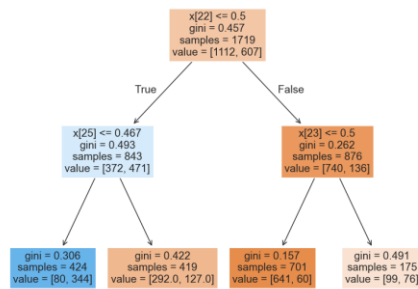 x[22] <= 0.5
gini = 0.457
samples = 1719
value = [1112, 607]
True
False
x[25] <= 0.467
gini = 0.493
samples = 843
value = [372, 471]
x[23] <= 0.5
gini = 0.262
samples = 876
value = [740, 136]
gini = 0.306
samples = 424
value = [80, 344]
gini = 0.422
samples = 419
value = [292.0, 127.0]
gini = 0.157
samples = 701
value = [641, 60]
gini = 0.491
samples = 175
value = [99, 76]